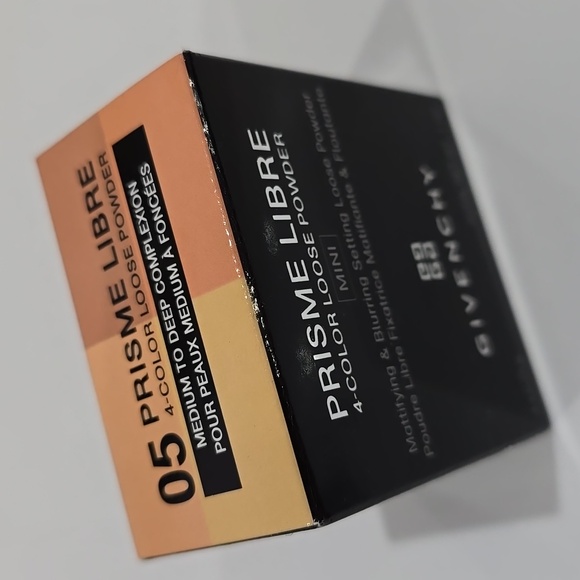 05 PRISME LIBRE
4-COLOR LOOSE POWDER
MEDIUM TO DEEP COMPLEXION
POUR PEAUX MEDIUM À FONCÉES
PRISME LIBRE
4-COLOR LOOSE POWDER
MINI
Mattifying & Blurring Setting Loose Powder
Poudre Libre Fixatrice Matifiante & Floutante
GIVENCHY